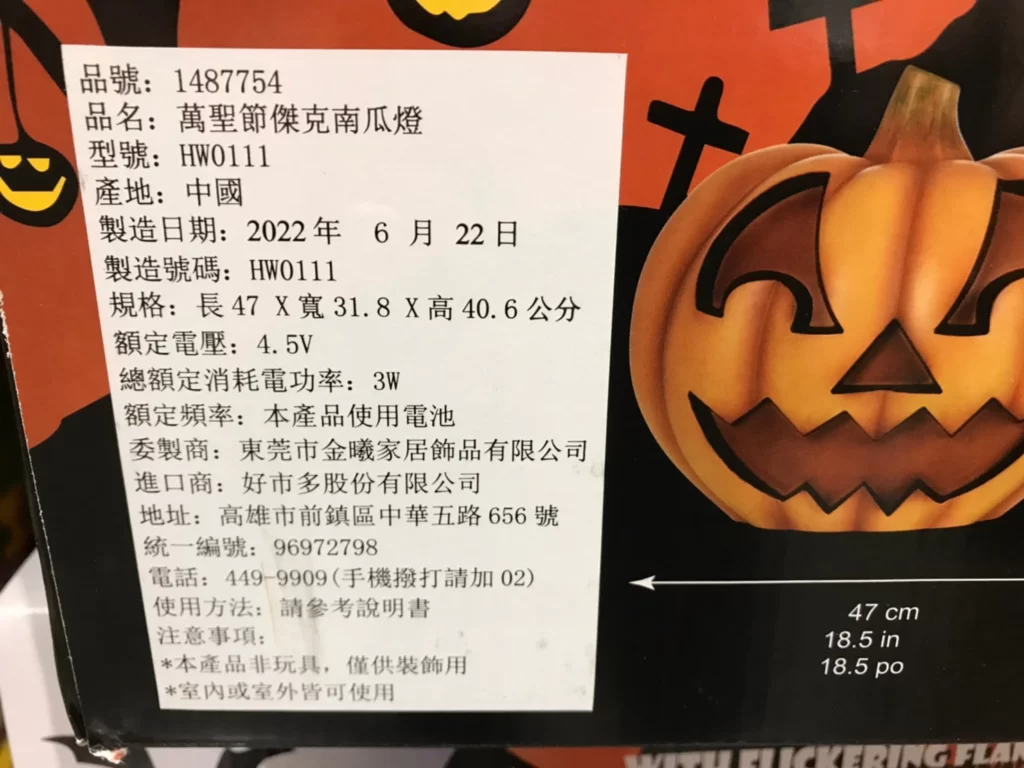 品號：1487754
品名：萬聖節傑克南瓜燈
型號：HW0111
產地：中國
製造日期：2022年 6 月 22日
製造號碼：HW0111
規格：長 47 X 寬 31.8 X 高 40.6 公分
額定電壓：4.5V
總額定消耗電功率：3W
額定頻率：本產品使用電池
委製商：東莞市金曦家居飾品有限公司
進口商：好市多股份有限公司
地址：高雄市前鎮區中華五路 656 號
統一編號：96972798
電話：449-9909(手機撥打請加 02)
使用方法：請參考說明書
注意事項：
*本產品非玩具，僅供裝飾用
*室內或室外皆可使用
47 cm
18.5 in
18.5 po
WITH FLICKERING